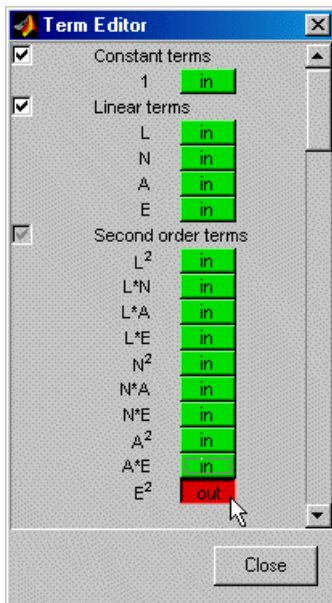 Term Editor
Constant terms
1 in
Linear terms
L in
N in
A in
E in
Second order terms
L² in
L*N in
L*A in
L*E in
N² in
N*A in
N*E in
A² in
A*E in
E² out
Close